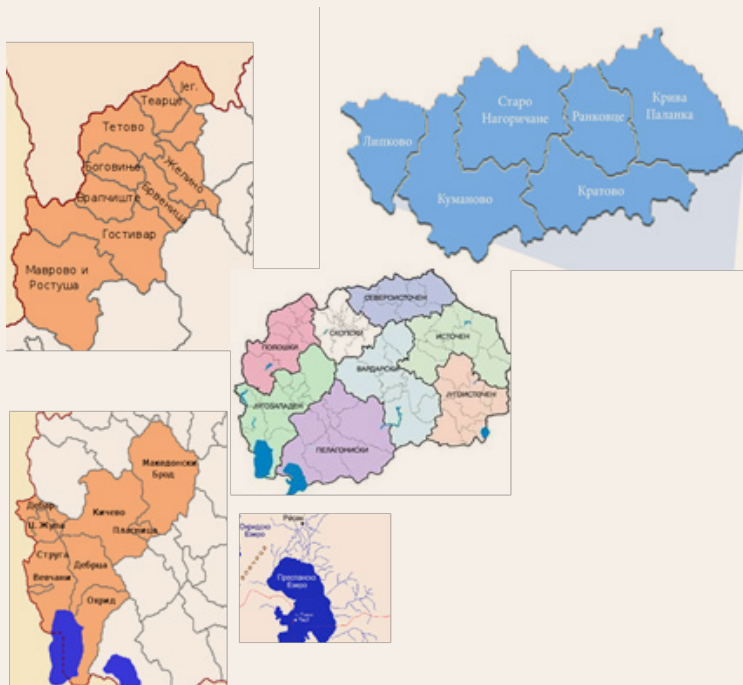 Јег.
Теарце
Тетово
Боговиње
Желино
Врапчиште
Брвеница
Гостивар
Маврово и
Ростуша
Липково
Старо
Нагоричане
Ранковце
Крива
Паланка
Куманово
Кратово
СЕВЕРОИСТОЧЕН
СКОПСКИ
ПОЛОШКИ
ИСТОЧЕН
ВАРДАРСКИ
ЈУГОЗАПАДЕН
ЈУГОИСТОЧЕН
ПЕЛАГОНИСКИ
Македонски
Брод
Дебар
Кичево
Ц. Жупа
Пласница
Струга
Дебрца
Вевчани
Охрид
Ресен
Охридско
Езеро
Преспанско
Езеро